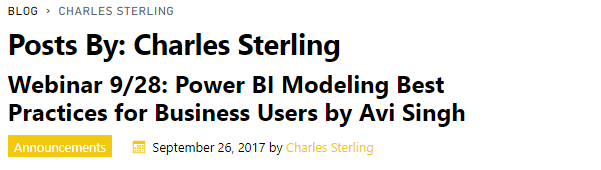 BLOG › CHARLES STERLING
Posts By: Charles Sterling
Webinar 9/28: Power BI Modeling Best
Practices for Business Users by Avi Singh
Announcements September 26, 2017 by Charles Sterling